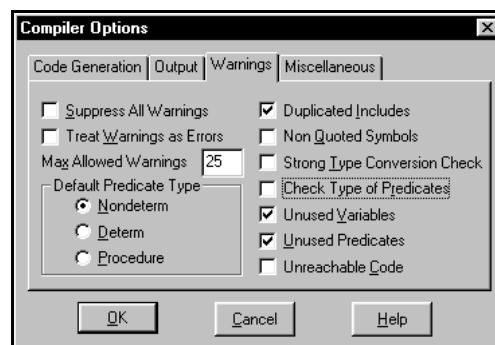 Compiler Options
Code Generation
Output
Warnings
Miscellaneous
Suppress All Warnings
Treat Warnings as Errors
Max Allowed Warnings 25
Default Predicate Type
Nondeterm
Determ
Procedure
Duplicated Includes
Non Quoted Symbols
Strong Type Conversion Check
Check Type of Predicates
Unused Variables
Unused Predicates
Unreachable Code
OK
Cancel
Help